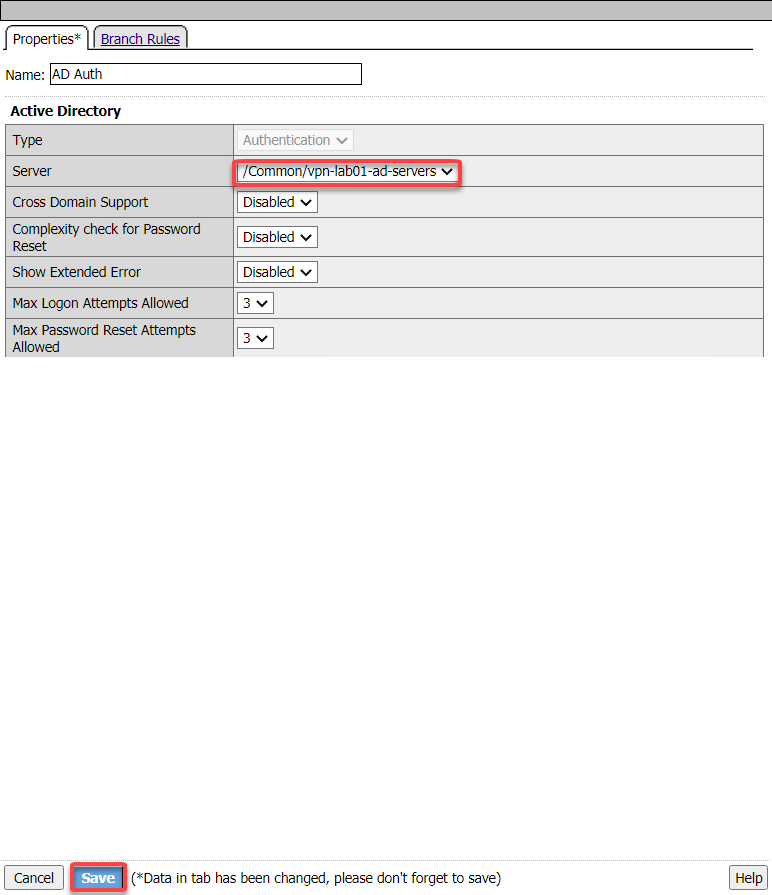 Properties* Branch Rules
Name: AD Auth
Active Directory
Type Authentication
Server /Common/vpn-lab01-ad-servers
Cross Domain Support Disabled
Complexity check for Password
Reset Disabled
Show Extended Error Disabled
Max Logon Attempts Allowed 3
Max Password Reset Attempts
Allowed 3
Cancel Save (*Data in tab has been changed, please don't forget to save) Help